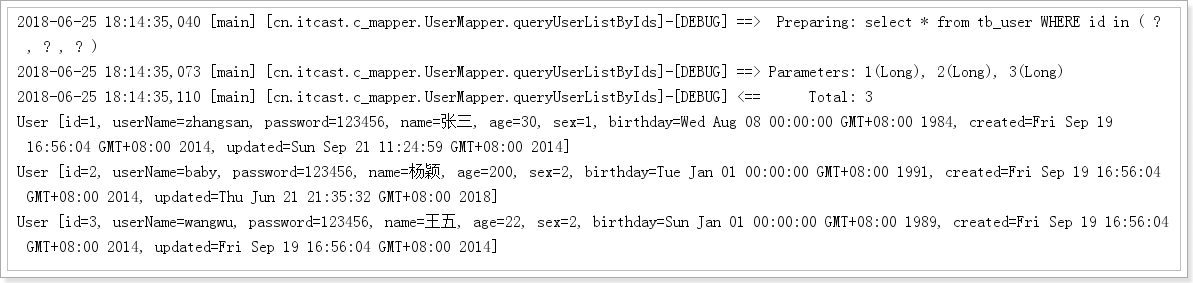 2018-06-25 18:14:35,040 [main] [cn.itcast.c_mapper.UserMapper.queryUserListByIds]-[DEBUG] ==>  Preparing: select * from tb_user WHERE id in ( ?
, ? , ? )
2018-06-25 18:14:35,073 [main] [cn.itcast.c_mapper.UserMapper.queryUserListByIds]-[DEBUG] ==> Parameters: 1(Long), 2(Long), 3(Long)
2018-06-25 18:14:35,110 [main] [cn.itcast.c_mapper.UserMapper.queryUserListByIds]-[DEBUG] <==      Total: 3
User [id=1, userName=zhangsan, password=123456, name=张三, age=30, sex=1, birthday=Wed Aug 08 00:00:00 GMT+08:00 1984, created=Fri Sep 19
16:56:04 GMT+08:00 2014, updated=Sun Sep 21 11:24:59 GMT+08:00 2014]
User [id=2, userName=baby, password=123456, name=杨颖, age=200, sex=2, birthday=Tue Jan 01 00:00:00 GMT+08:00 1991, created=Fri Sep 19 16:56:04
GMT+08:00 2014, updated=Thu Jun 21 21:35:32 GMT+08:00 2018]
User [id=3, userName=wangwu, password=123456, name=王五, age=22, sex=2, birthday=Sun Jan 01 00:00:00 GMT+08:00 1989, created=Fri Sep 19 16:56:04
GMT+08:00 2014, updated=Fri Sep 19 16:56:04 GMT+08:00 2014]